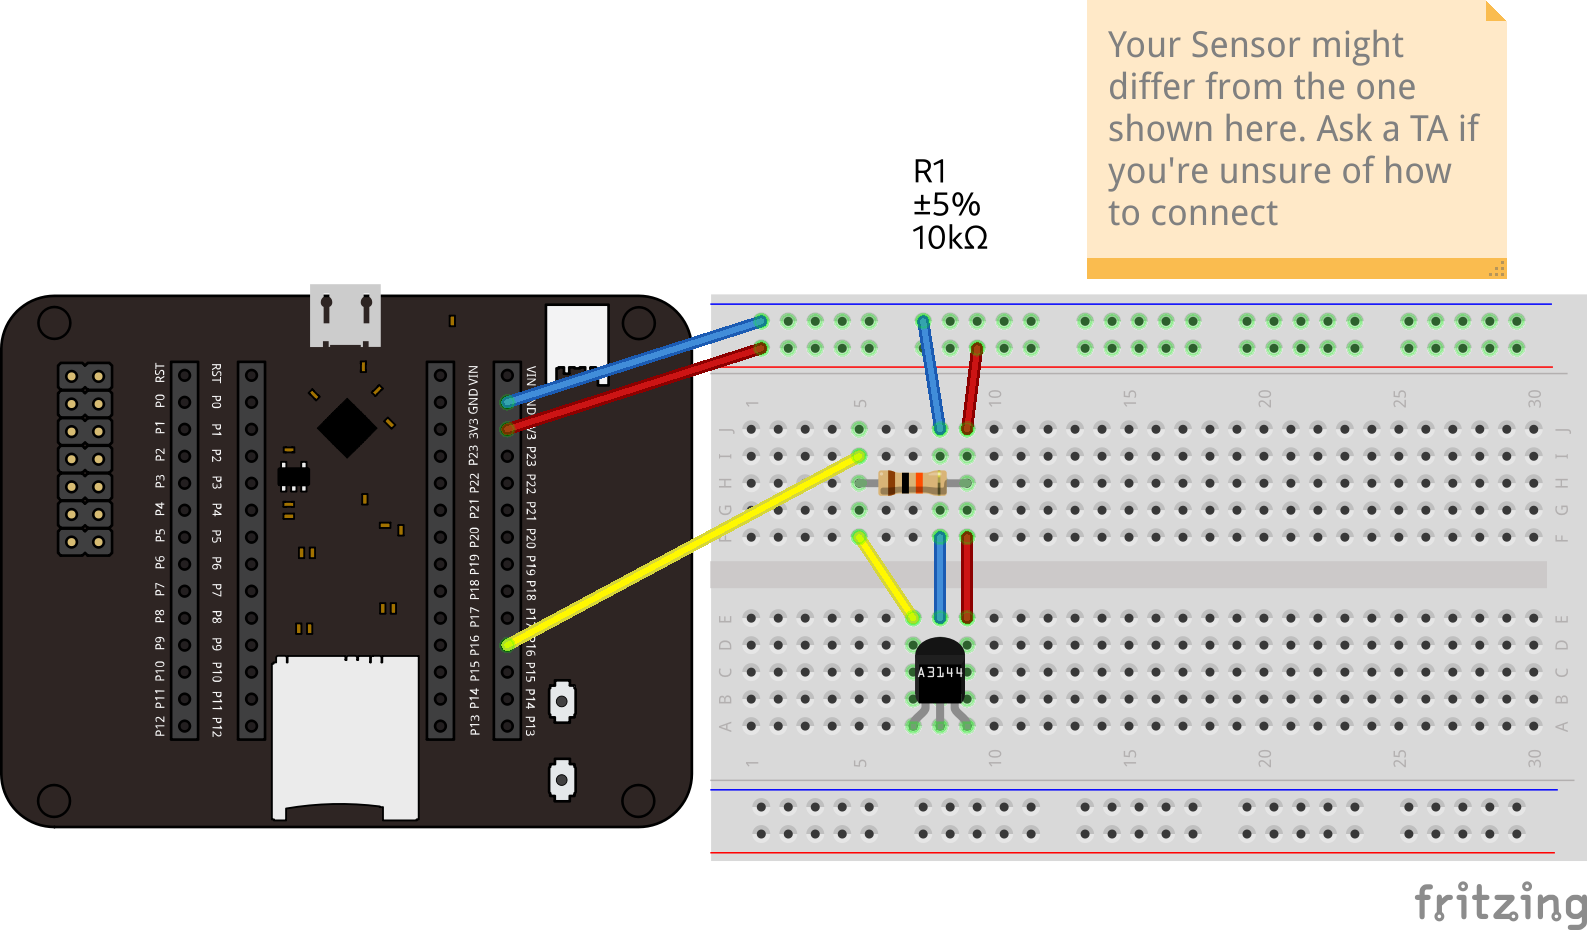 Your Sensor might
differ from the one
shown here. Ask a TA if
you're unsure of how
to connect
R1
±5%
10kΩ
RST P0 P1 P2 P3 P4 P5 P6 P7 P8 P9 P10 P11 P12
RST P0 P1 P2 P3 P4 P5 P6 P7 P8 P9 P10 P11 P12
VIN GND 3V3 P23 P22 P21 P20 P19 P18 P17 P16 P15 P14 P13
VIN ND V3 P23 P22 P21 P20 P19 P18 P17 P16 P15 P14 P13
1 5 10 15 20 25 30
J J
I I
H H
G G
F F
E E
D D
C C
B B
A A
A3144
1 5 10 15 20 25 30
fritzing